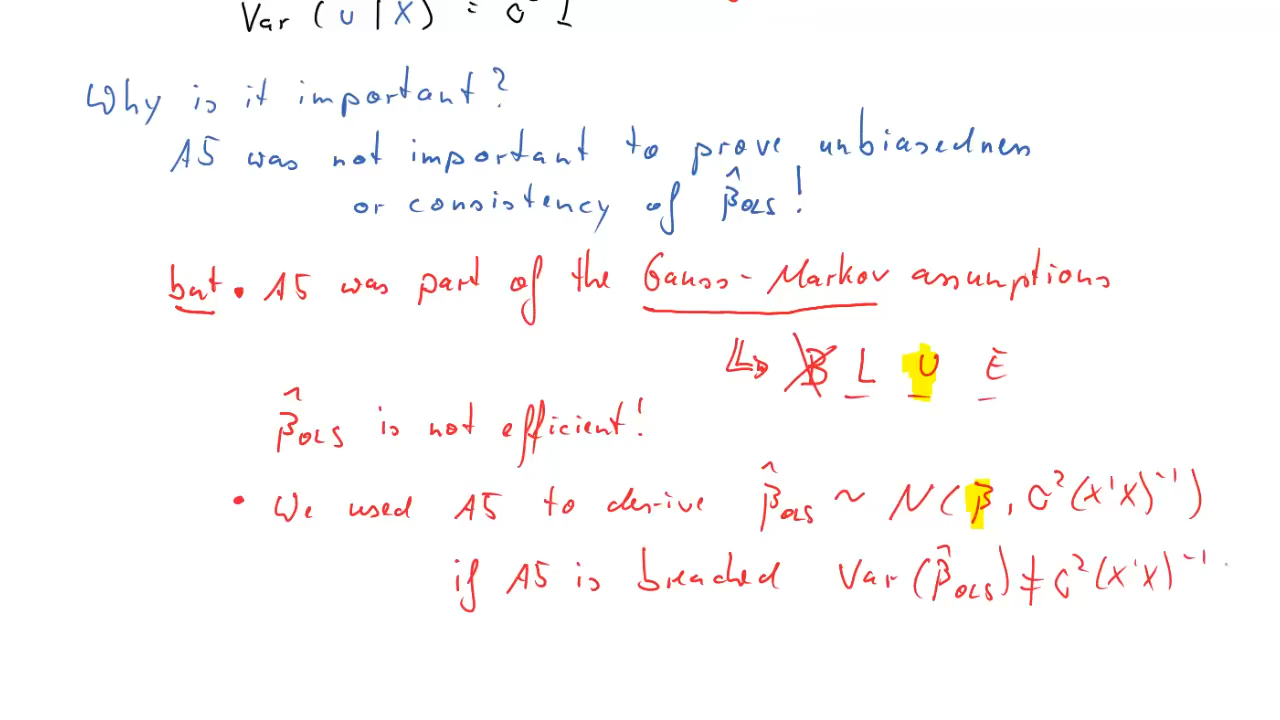 Var (U | X) = σ² I
Why is it important?
A5 was not important to prove unbiasedness
or consistency of β̂OLS!
but • A5 was part of the Gauss-Markov assumptions
↳ B L U E
β̂OLS is not efficient!
• We used A5 to derive β̂OLS ~ N(β, σ²(X'X)⁻¹)
if A5 is breached Var(β̂OLS) ≠ σ²(X'X)⁻¹